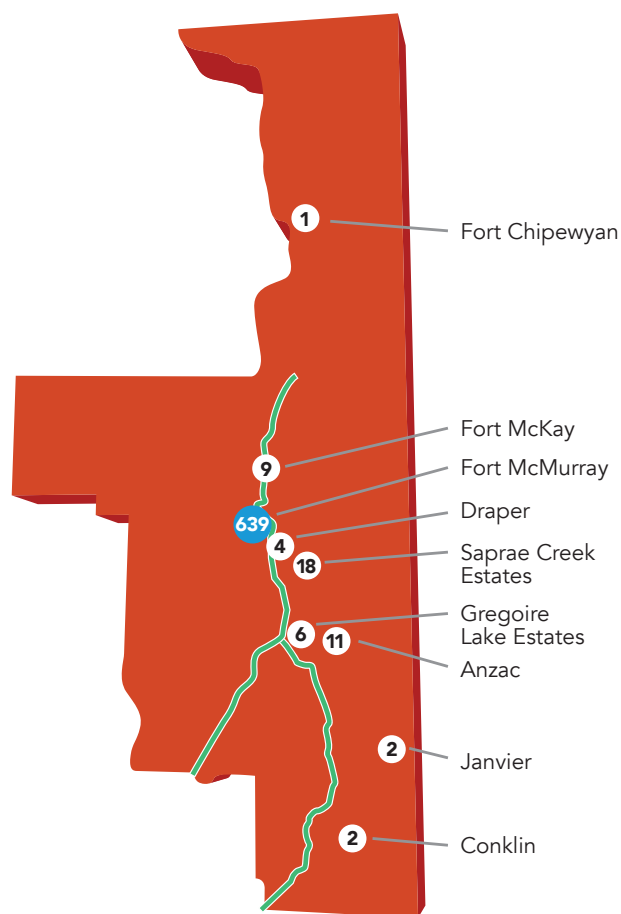 1
Fort Chipewyan
9
Fort McKay
639
Fort McMurray
4
Draper
18
Saprae Creek
Estates
6
Gregoire
Lake Estates
11
Anzac
2
Janvier
2
Conklin